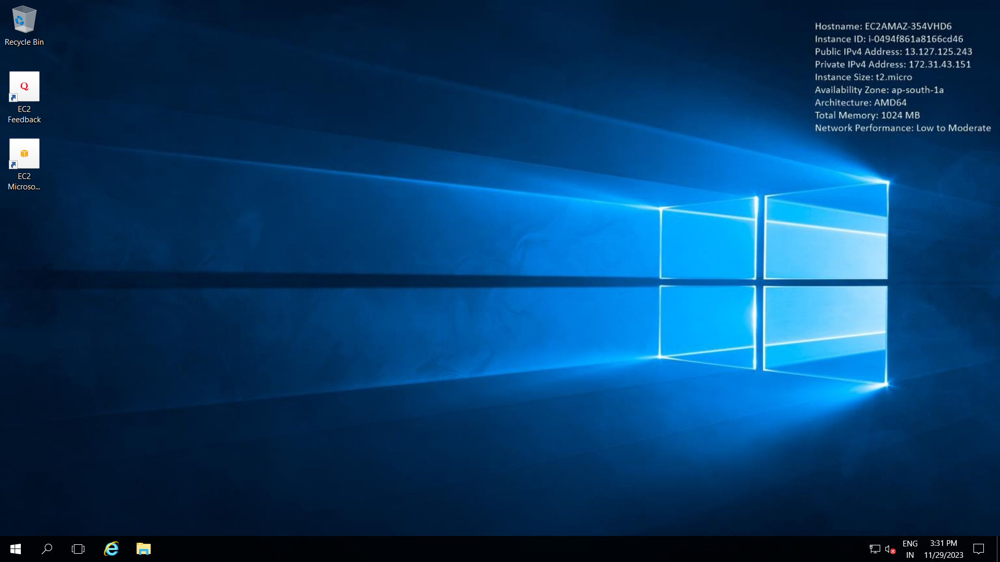 Recycle Bin
Q
EC2
Feedback
EC2
Microso...
Hostname: EC2AMAZ-354VHD6
Instance ID: i-0494f861a8166cd46
Public IPv4 Address: 13.127.125.243
Private IPv4 Address: 172.31.43.151
Instance Size: t2.micro
Availability Zone: ap-south-1a
Architecture: AMD64
Total Memory: 1024 MB
Network Performance: Low to Moderate
ENG
IN
3:31 PM
11/29/2023